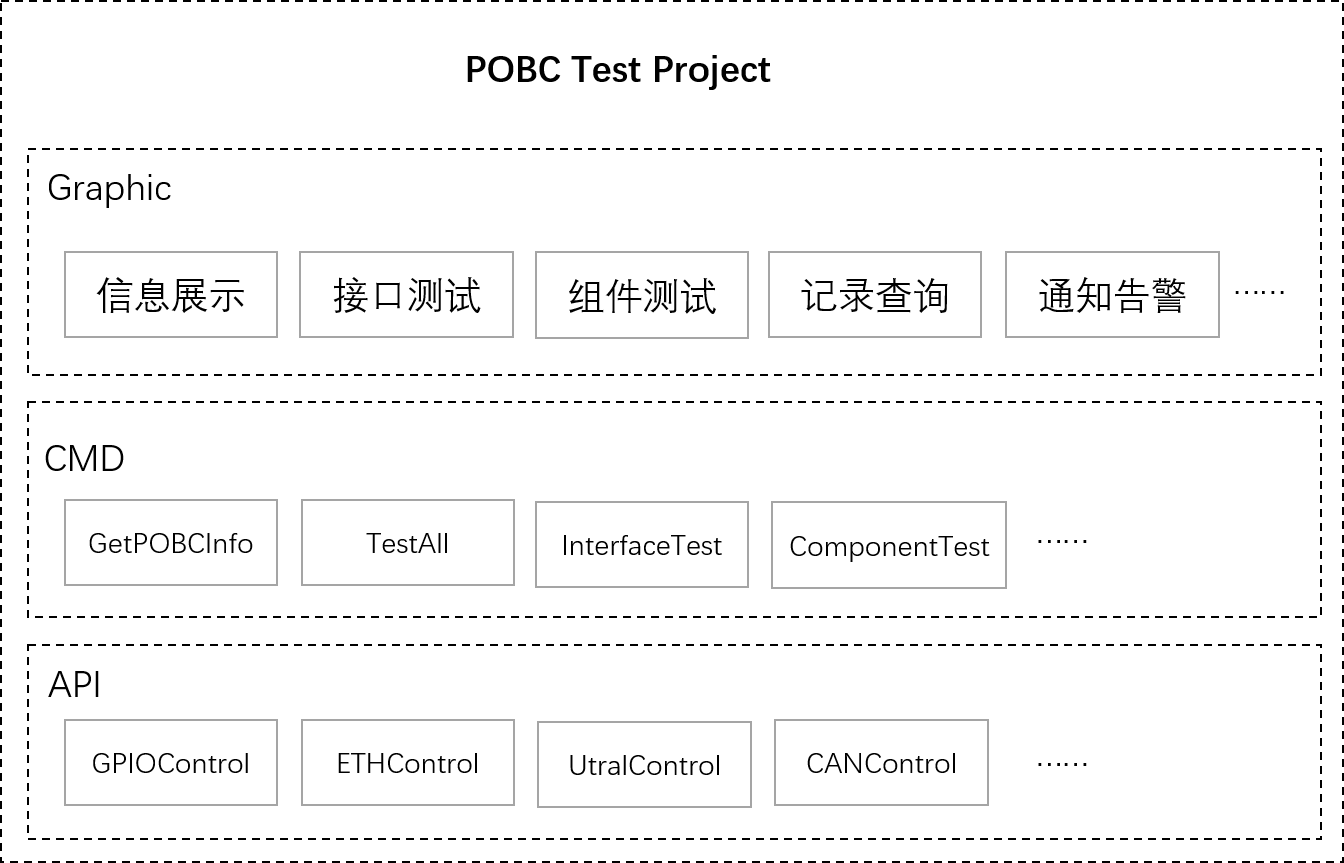 POBC Test Project
Graphic
信息展示
接口测试
组件测试
记录查询
通知告警
……
CMD
GetPOBCInfo
TestAll
InterfaceTest
ComponentTest
……
API
GPIOControl
ETHControl
UtralControl
CANControl
……